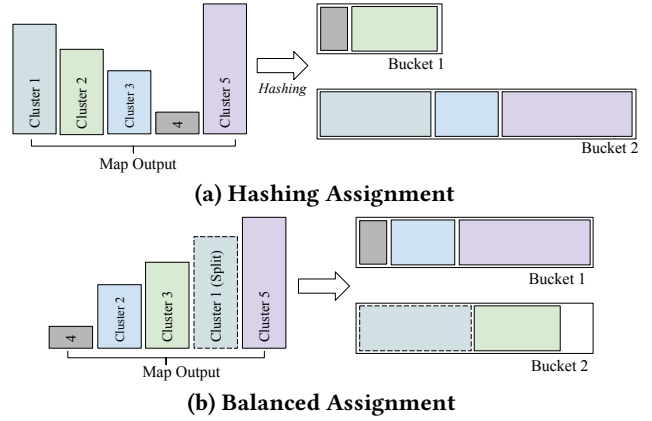 Cluster 1
Cluster 2
Cluster 3
4
Cluster 5
Map Output
Hashing
Bucket 1
Bucket 2
(a) Hashing Assignment
4
Cluster 2
Cluster 3
Cluster 1 (Split)
Cluster 5
Map Output
Bucket 1
Bucket 2
(b) Balanced Assignment